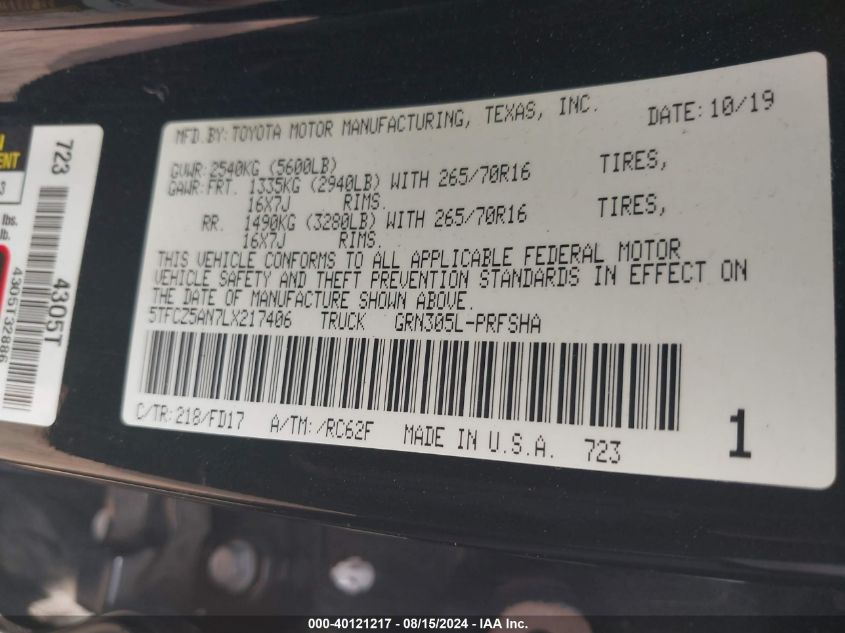 MFD.BY: TOYOTA MOTOR MANUFACTURING, TEXAS, INC. DATE: 10/19
GVWR: 2540KG (5600LB)
GAWR: FRT. 1335KG (2940LB) WITH 265/70R16 TIRES,
16X7J RIMS.
RR. 1490KG (3280LB) WITH 265/70R16 TIRES,
16X7J RIMS.
THIS VEHICLE CONFORMS TO ALL APPLICABLE FEDERAL MOTOR
VEHICLE SAFETY AND THEFT PREVENTION STANDARDS IN EFFECT ON
THE DATE OF MANUFACTURE SHOWN ABOVE.
5TFCZ5AN7LX217406 TRUCK GRN305L-PRFSHA
C/TR: 218/FD17 A/TM: /RC62F MADE IN U.S.A. 723
1
723 4305T
4305T32886
lbs.
lb.
000-40121217 - 08/15/2024 - IAA Inc.